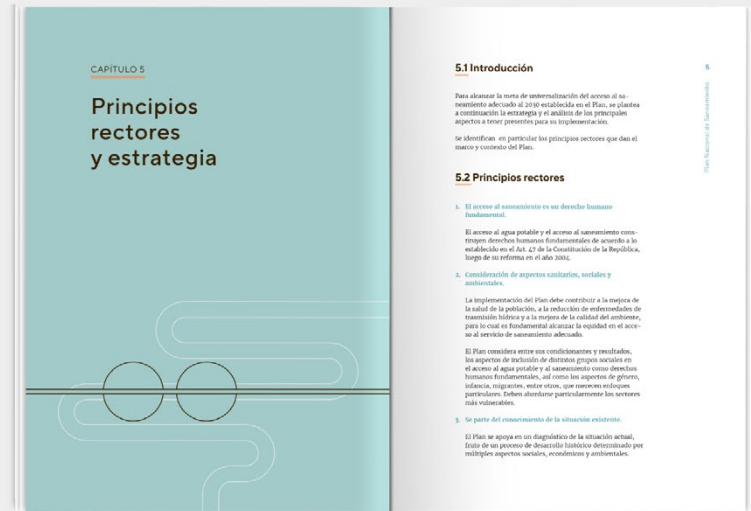 CAPÍTULO 5
Principios
rectores
y estrategia
5.1 Introducción
Para alcanzar la meta de universalización del acceso al sa-
neamiento adecuado al 2030 establecida en el Plan, se plantea
a continuación la estrategia y el análisis de los principales
aspectos a tener presentes para su implementación.
Se identifican en particular los principios rectores que dan el
marco y contexto del Plan.
5.2 Principios rectores
1. El acceso al saneamiento es un derecho humano
fundamental.
El acceso al agua potable y el acceso al saneamiento cons-
tituyen derechos humanos fundamentales de acuerdo a lo
establecido en el Art. 47 de la Constitución de la República,
luego de su reforma en el año 2004.
2. Consideración de aspectos sanitarios, sociales y
ambientales.
La implementación del Plan debe contribuir a la mejora de
la salud de la población, a la reducción de enfermedades de
trasmisión hídrica y a la mejora de la calidad del ambiente,
para lo cual es fundamental alcanzar la equidad en el acce-
so al servicio de saneamiento adecuado.
El Plan considera entre sus condicionantes y resultados,
los aspectos de inclusión de distintos grupos sociales en
el acceso al agua potable y al saneamiento como derechos
humanos fundamentales, así como los aspectos de género,
infancia, migrantes, entre otros, que merecen enfoques
particulares. Deben abordarse particularmente los sectores
más vulnerables.
3. Se parte del conocimiento de la situación existente.
El Plan se apoya en un diagnóstico de la situación actual,
fruto de un proceso de desarrollo histórico determinado por
múltiples aspectos sociales, económicos y ambientales.
5
Plan Nacional de Saneamiento